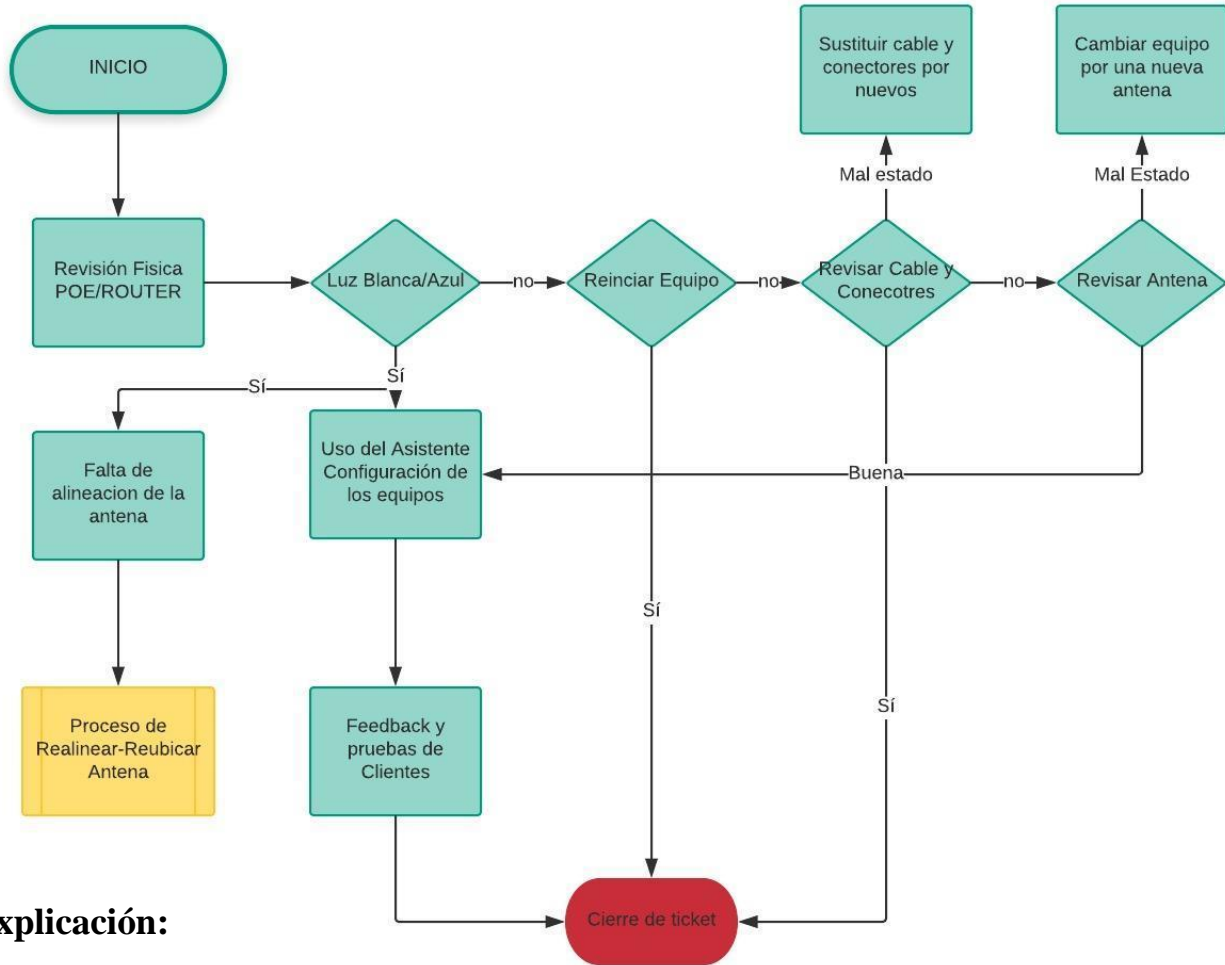 INICIO
Sustituir cable y
conectores por
nuevos
Cambiar equipo
por una nueva
antena
Mal estado
Mal Estado
Revisión Fisica
POE/ROUTER
Luz Blanca/Azul
no
Reinciar Equipo
no
Revisar Cable y
Conecotres
no
Revisar Antena
Sí
Sí
Falta de
alineacion de la
antena
Uso del Asistente
Configuración de
los equipos
Buena
Sí
Proceso de
Realinear-Reubicar
Antena
Feedback y
pruebas de
Clientes
Sí
Cierre de ticket
xplicación: